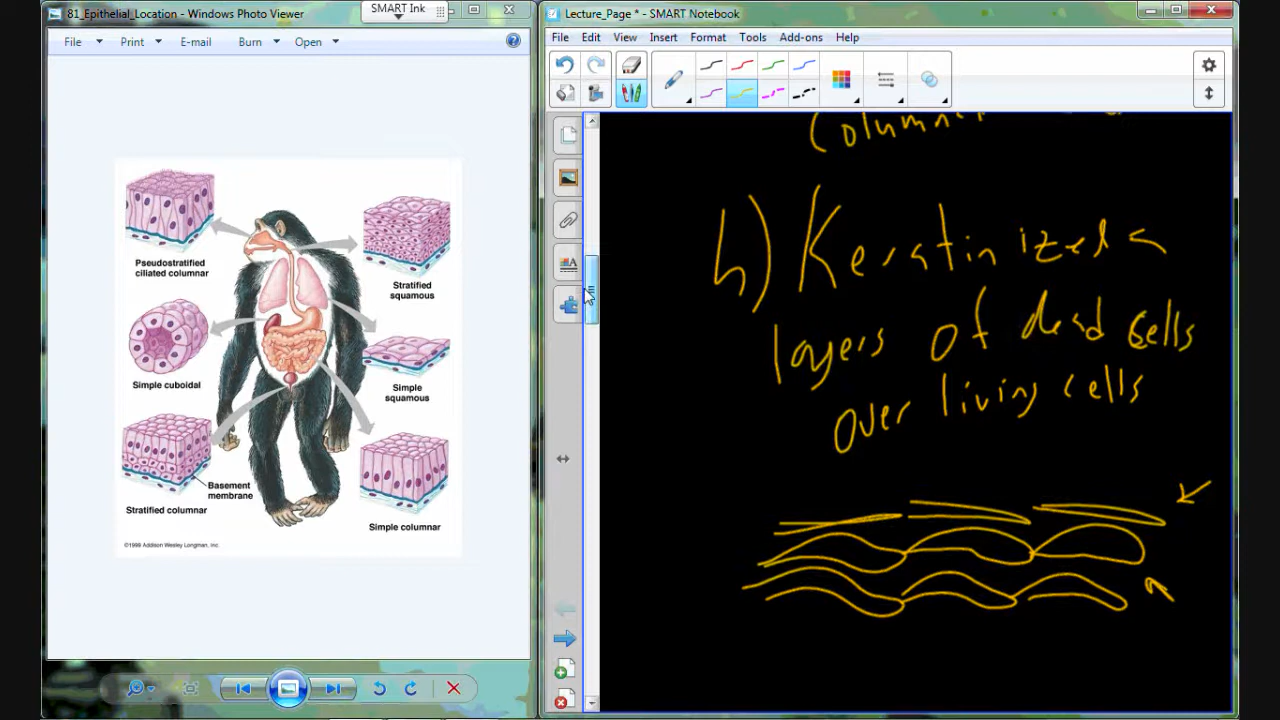 81_Epithelial_Location - Windows Photo Viewer
SMART Ink
File Print E-mail Burn Open
Pseudostratified
ciliated columnar
Stratified
squamous
Simple cuboidal
Simple
squamous
Basement
membrane
Stratified columnar
Simple columnar
©1999 Addison Wesley Longman, Inc.
Lecture_Page * - SMART Notebook
File Edit View Insert Format Tools Add-ons Help
Columnar
h) Keratinized <
layers of dead cells
over living cells